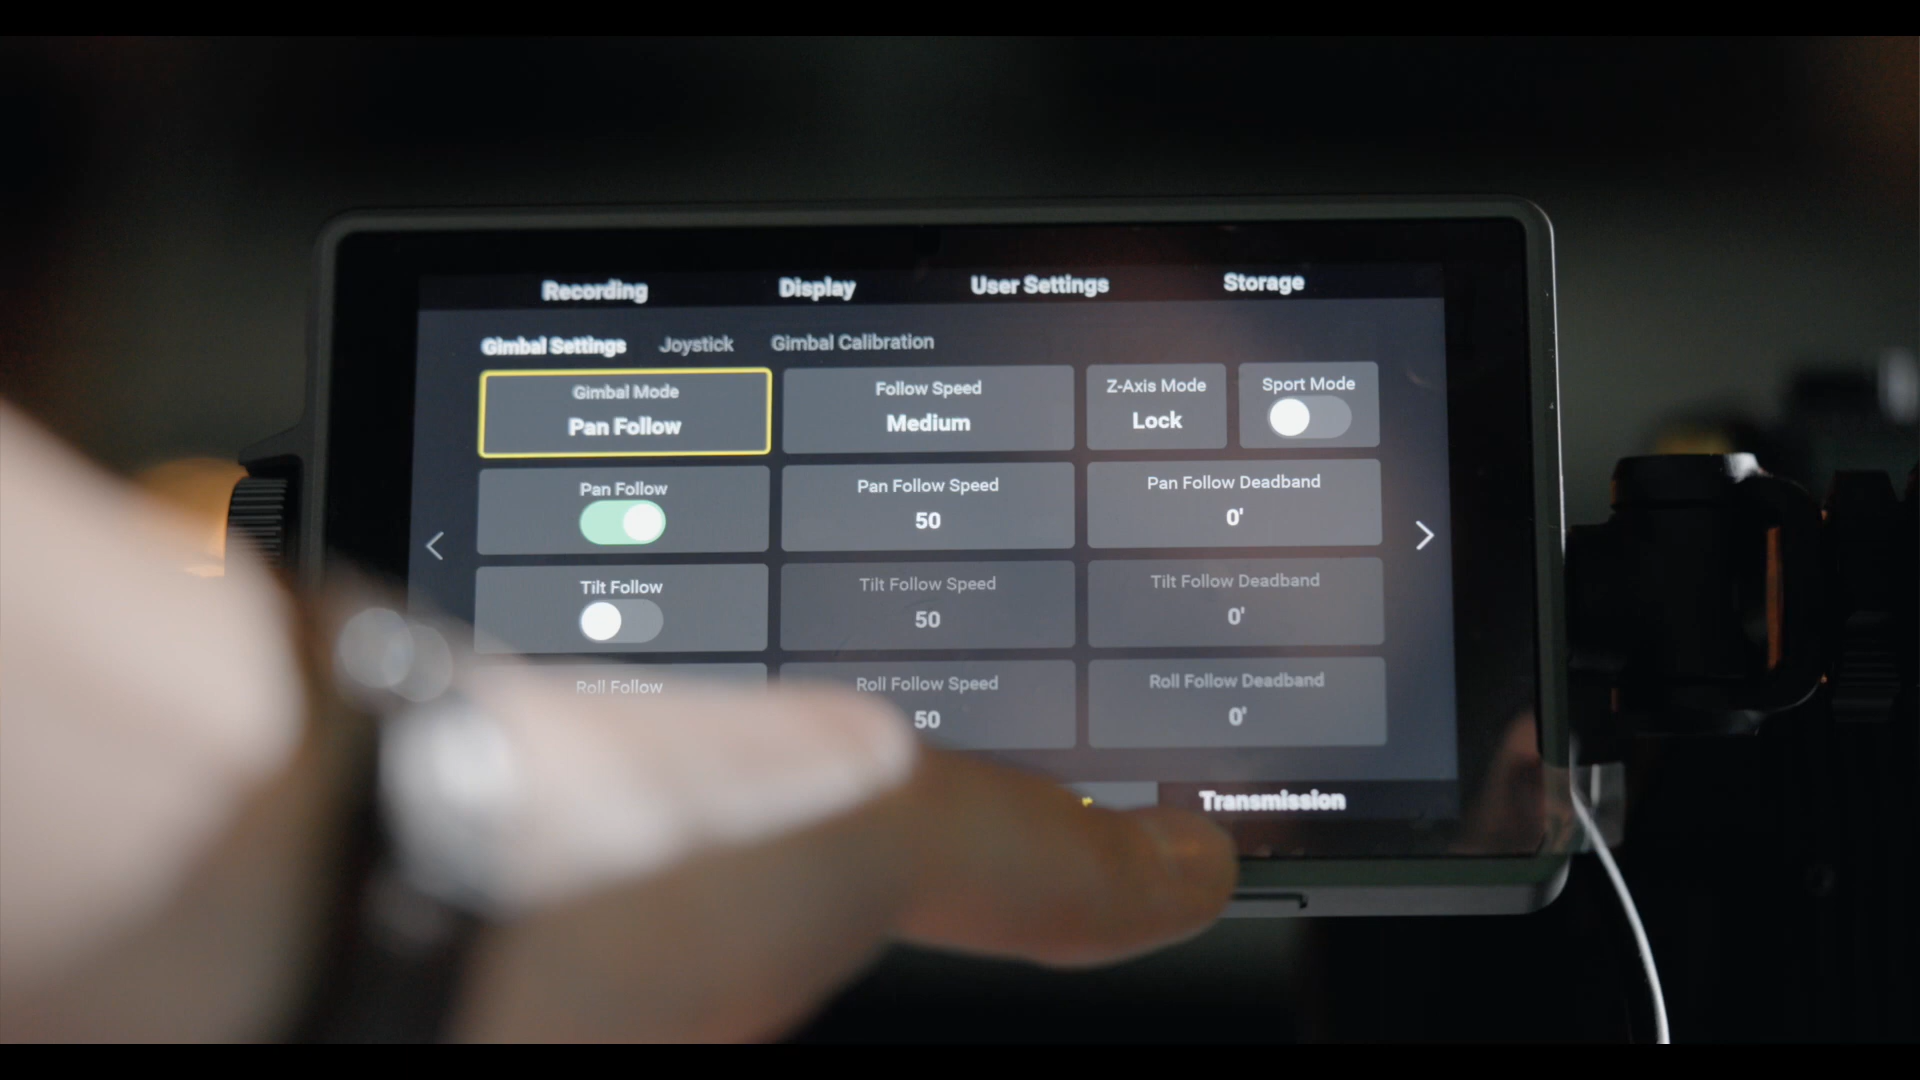 Recording Display User Settings Storage
Gimbal Settings Joystick Gimbal Calibration
Gimbal Mode Follow Speed Z-Axis Mode Sport Mode
Pan Follow Medium Lock
Pan Follow Pan Follow Speed Pan Follow Deadband
50 0'
Tilt Follow Tilt Follow Speed Tilt Follow Deadband
50 0'
Roll Follow Roll Follow Speed Roll Follow Deadband
50 0'
Transmission